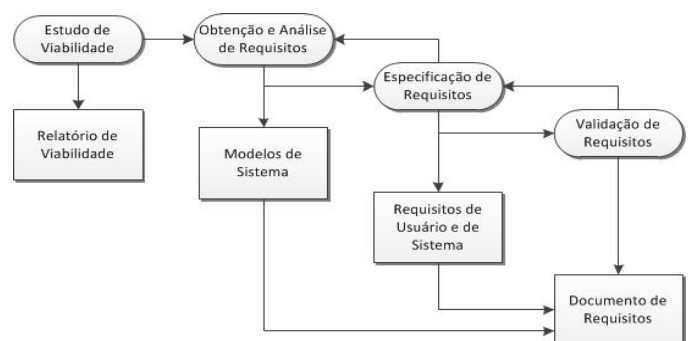 Estudo de
Viabilidade
Obtenção e Análise
de Requisitos
Especificação de
Requisitos
Relatório de
Viabilidade
Validação de
Requisitos
Modelos de
Sistema
Requisitos de
Usuário e de
Sistema
Documento de
Requisitos